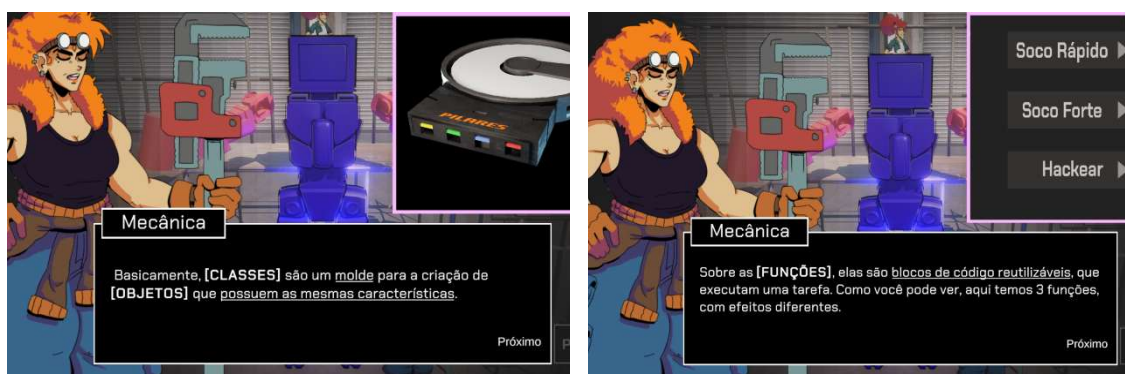 PILARES
Mecânica
Basicamente, [CLASSES] são um molde para a criação de
[OBJETOS] que possuem as mesmas características.
Próximo
P
Soco Rápido
Soco Forte
Hackear
Mecânica
Sobre as [FUNÇÕES], elas são blocos de código reutilizáveis, que
executam uma tarefa. Como você pode ver, aqui temos 3 funções,
com efeitos diferentes.
Próximo